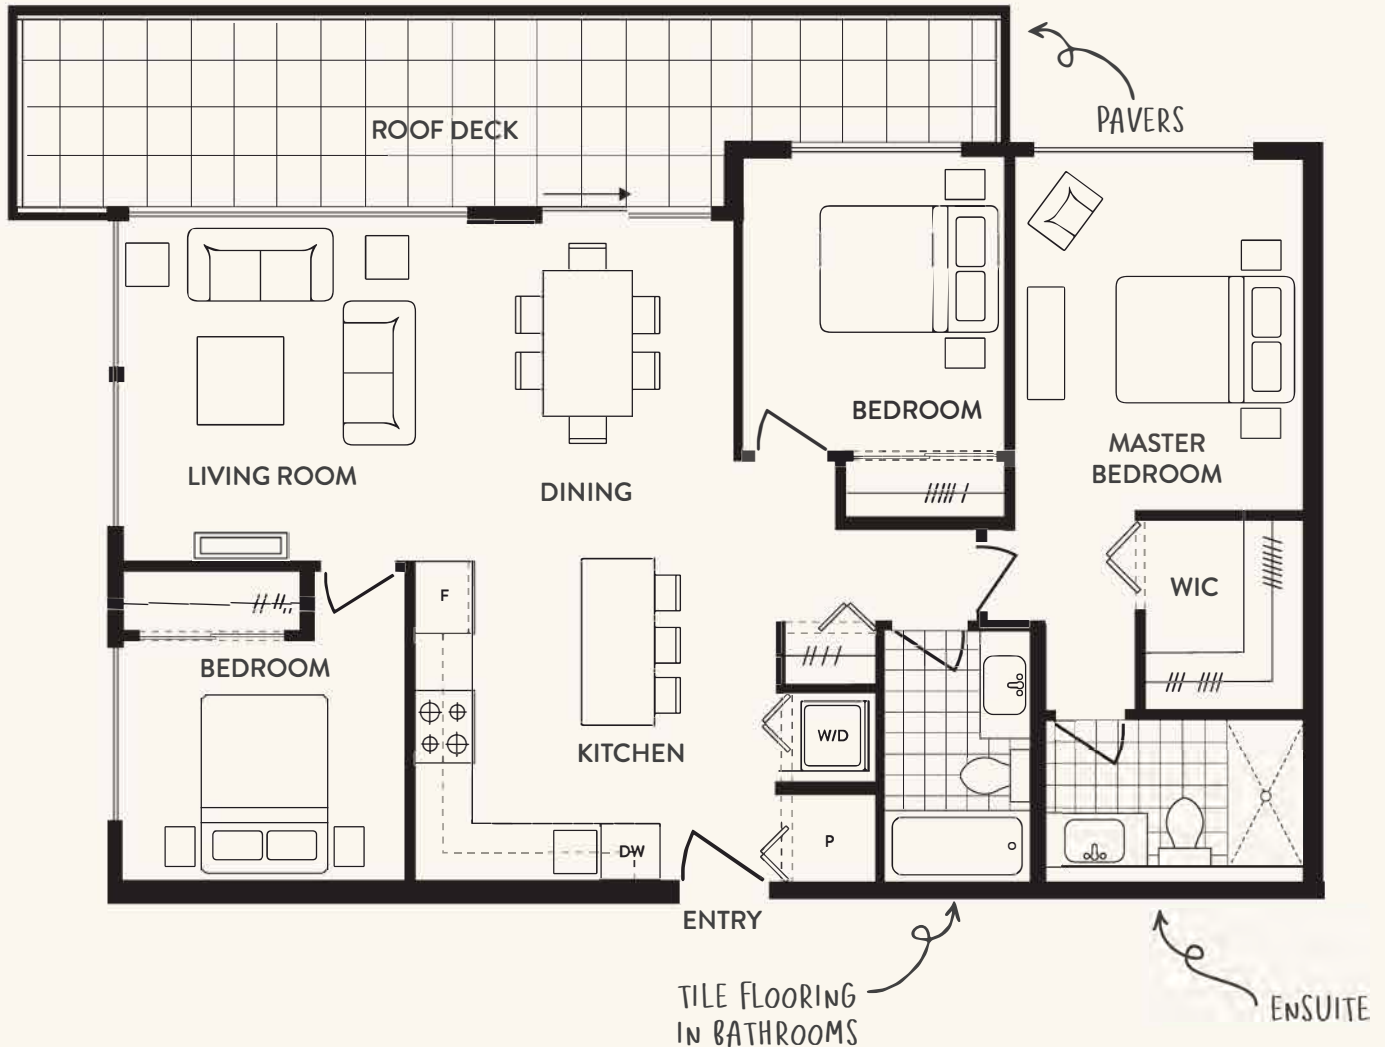 PAVERS
ROOF DECK
BEDROOM
MASTER
BEDROOM
LIVING ROOM
DINING
F
WIC
BEDROOM
W/D
KITCHEN
P
DW
ENTRY
TILE FLOORING
IN BATHROOMS
ENSUITE